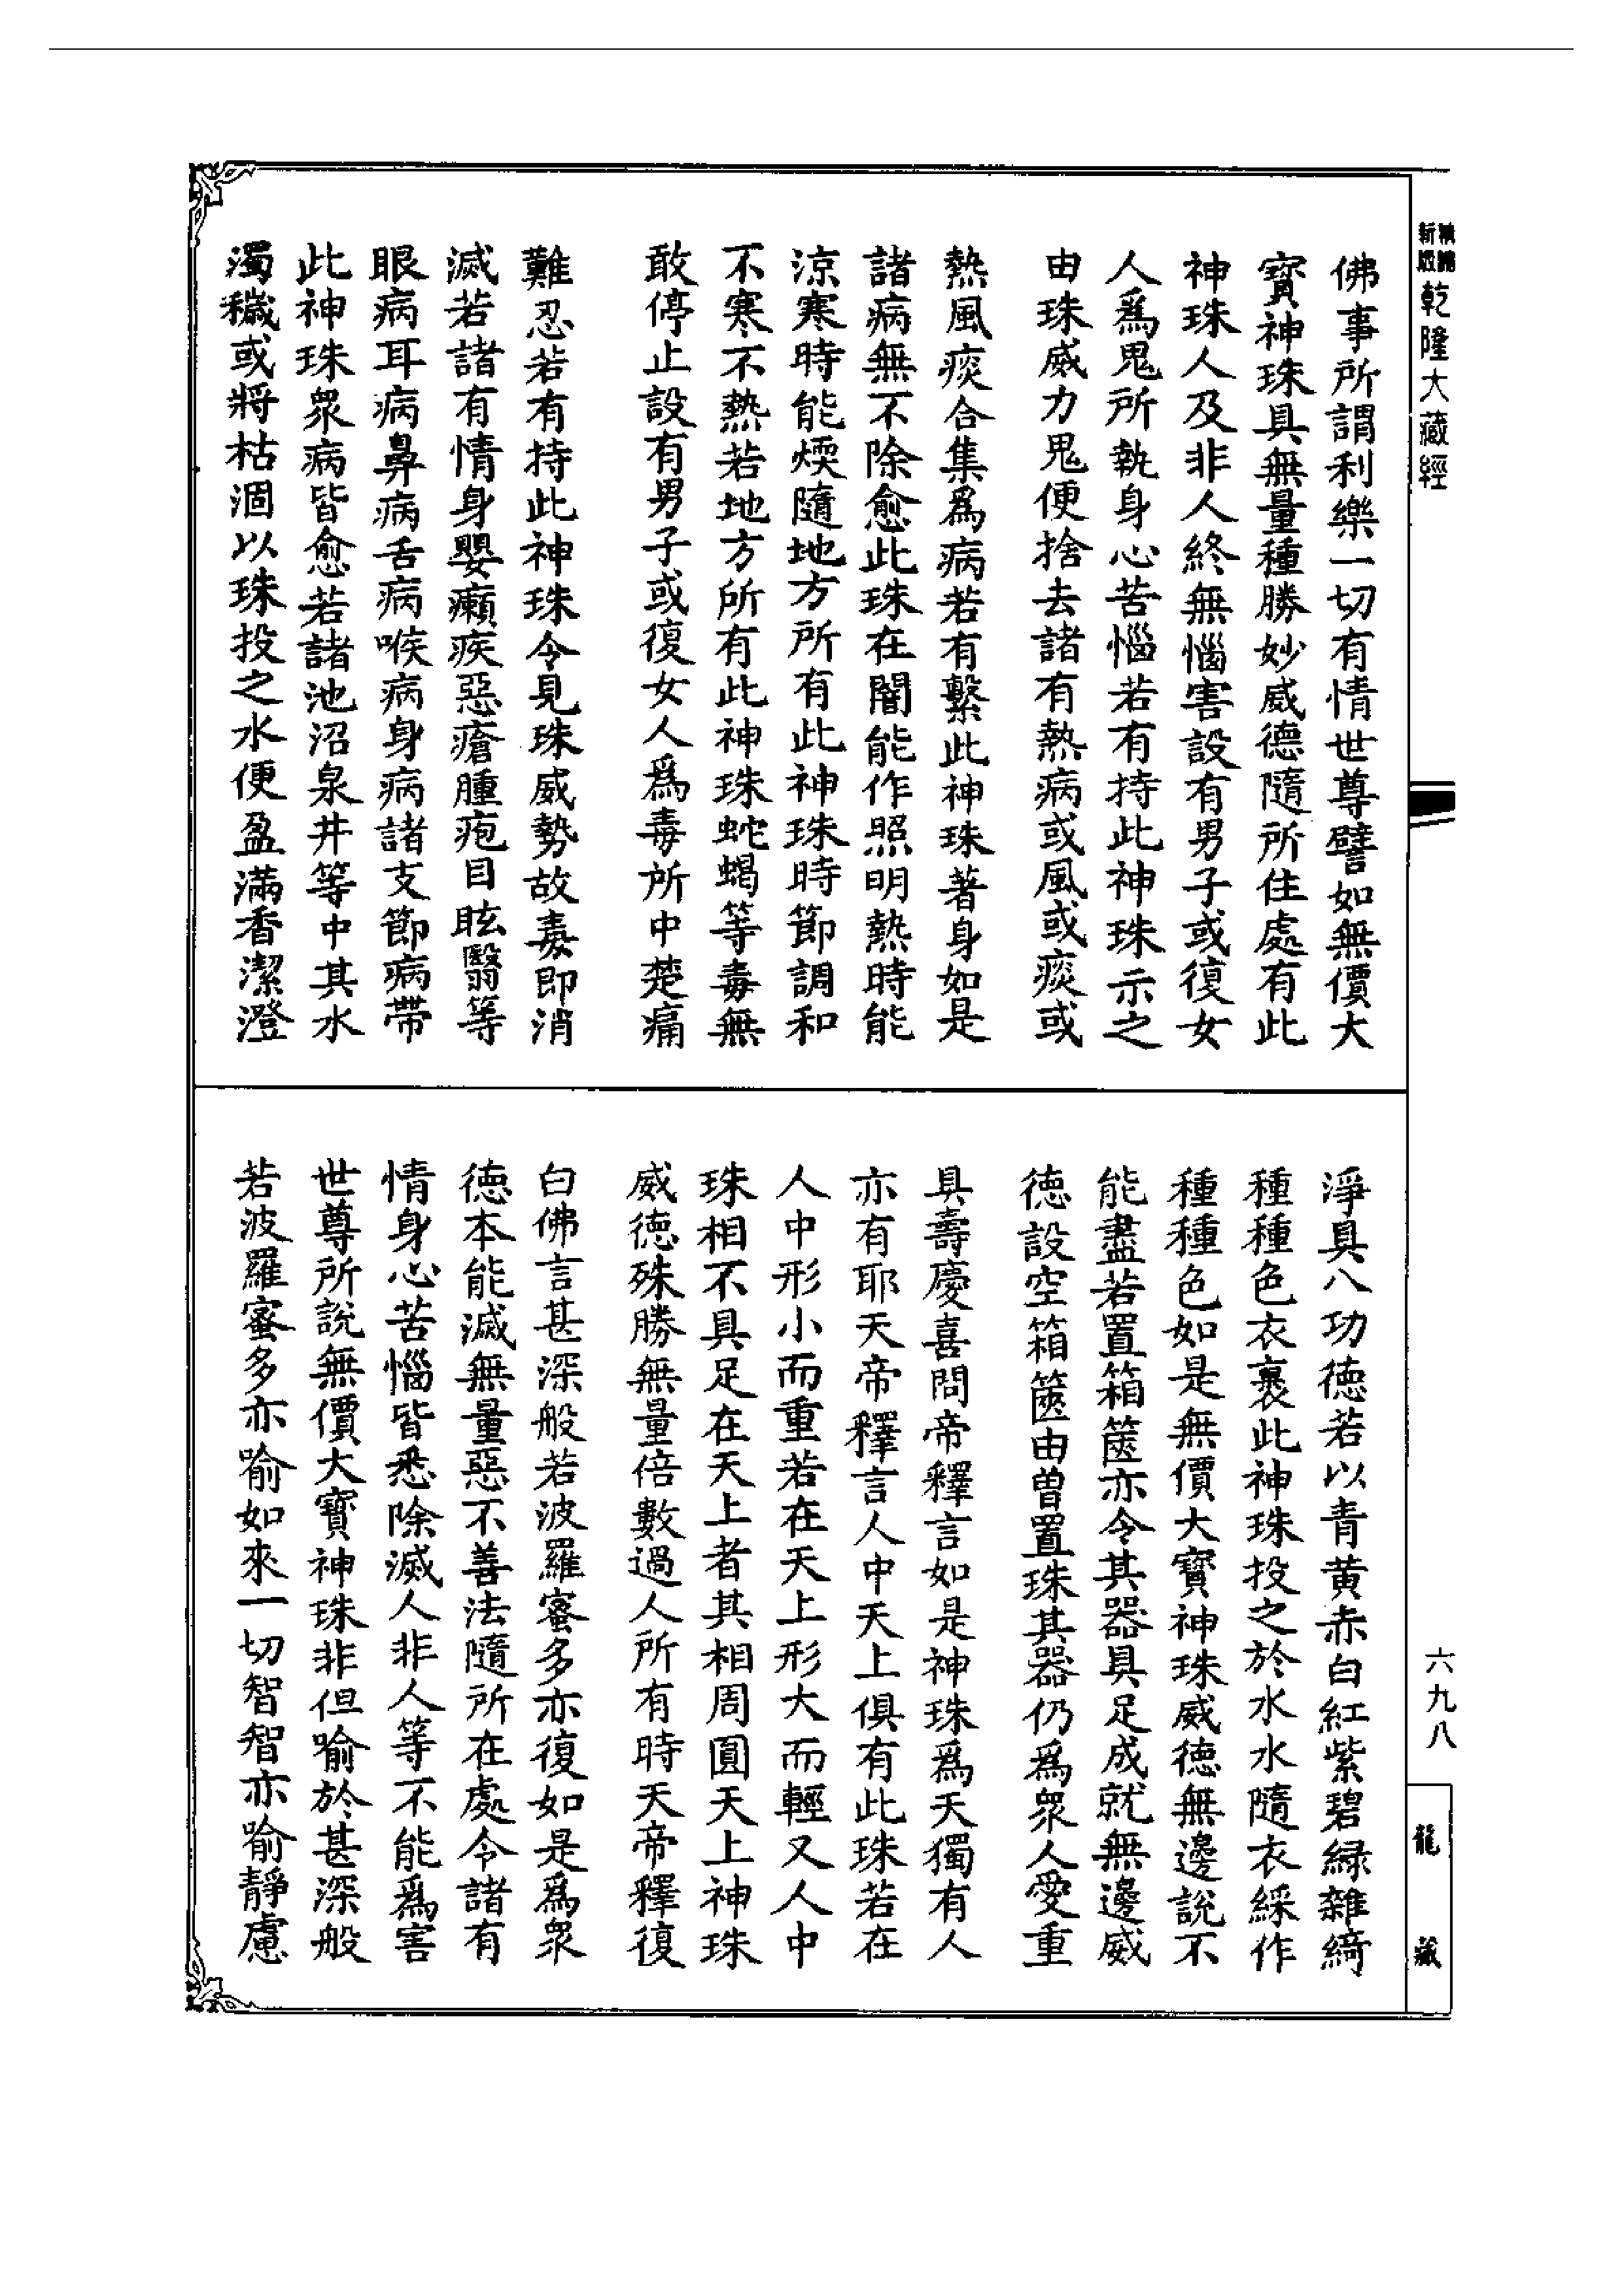 新縮
版編
乾隆大藏經
佛事所謂利樂一切有情世尊譬如無價大
寳神珠具無量種勝妙威德隨所住處有此
神珠人及非人終無惱害設有男子或復女
人爲鬼所執身心苦惱若有持此神珠示之
由珠威力鬼便捨去諸有熱病或風或痰或
熱風痰合集爲病若有繫此神珠著身如是
諸病無不除愈此珠在闇能作照明熱時能
涼寒時能煗隨地方所有此神珠時節調和
不寒不熱若地方所有此神珠蛇蝎等毒無
敢停止設有男子或復女人爲毒所中楚痛
難忍若有持此神珠令見珠威勢故毒即消
滅若諸有情身嬰癩疾惡瘡腫疱目眩瞖等
眼病耳病鼻病舌病喉病身病諸支節病帶
此神珠衆病皆愈若諸池沼泉井等中其水
濁穢或將枯涸以珠投之水便盈滿香潔澄
淨具八功徳若以青黄赤白紅紫碧緑雜綺
種種色衣裹此神珠投之於水水隨衣綵作
種種色如是無價大寳神珠威徳無邊說不
能盡若置箱篋亦令其器具足成就無邊威
徳設空箱篋由曽置珠其器仍爲衆人愛重
具壽慶喜問帝釋言如是神珠爲天獨有人
亦有耶天帝釋言人中天上俱有此珠若在
人中形小而重若在天上形大而輕又人中
珠相不具足在天上者其相周圓天上神珠
威徳殊勝無量倍數過人所有時天帝釋復
白佛言甚深般若波羅蜜多亦復如是爲衆
徳本能滅無量惡不善法隨所在處令諸有
情身心苦惱皆悉除滅人非人等不能爲害
世尊所說無價大寳神珠非但喻於甚深般
若波羅蜜多亦喻如來一切智智亦喻靜慮
六九八
龍藏